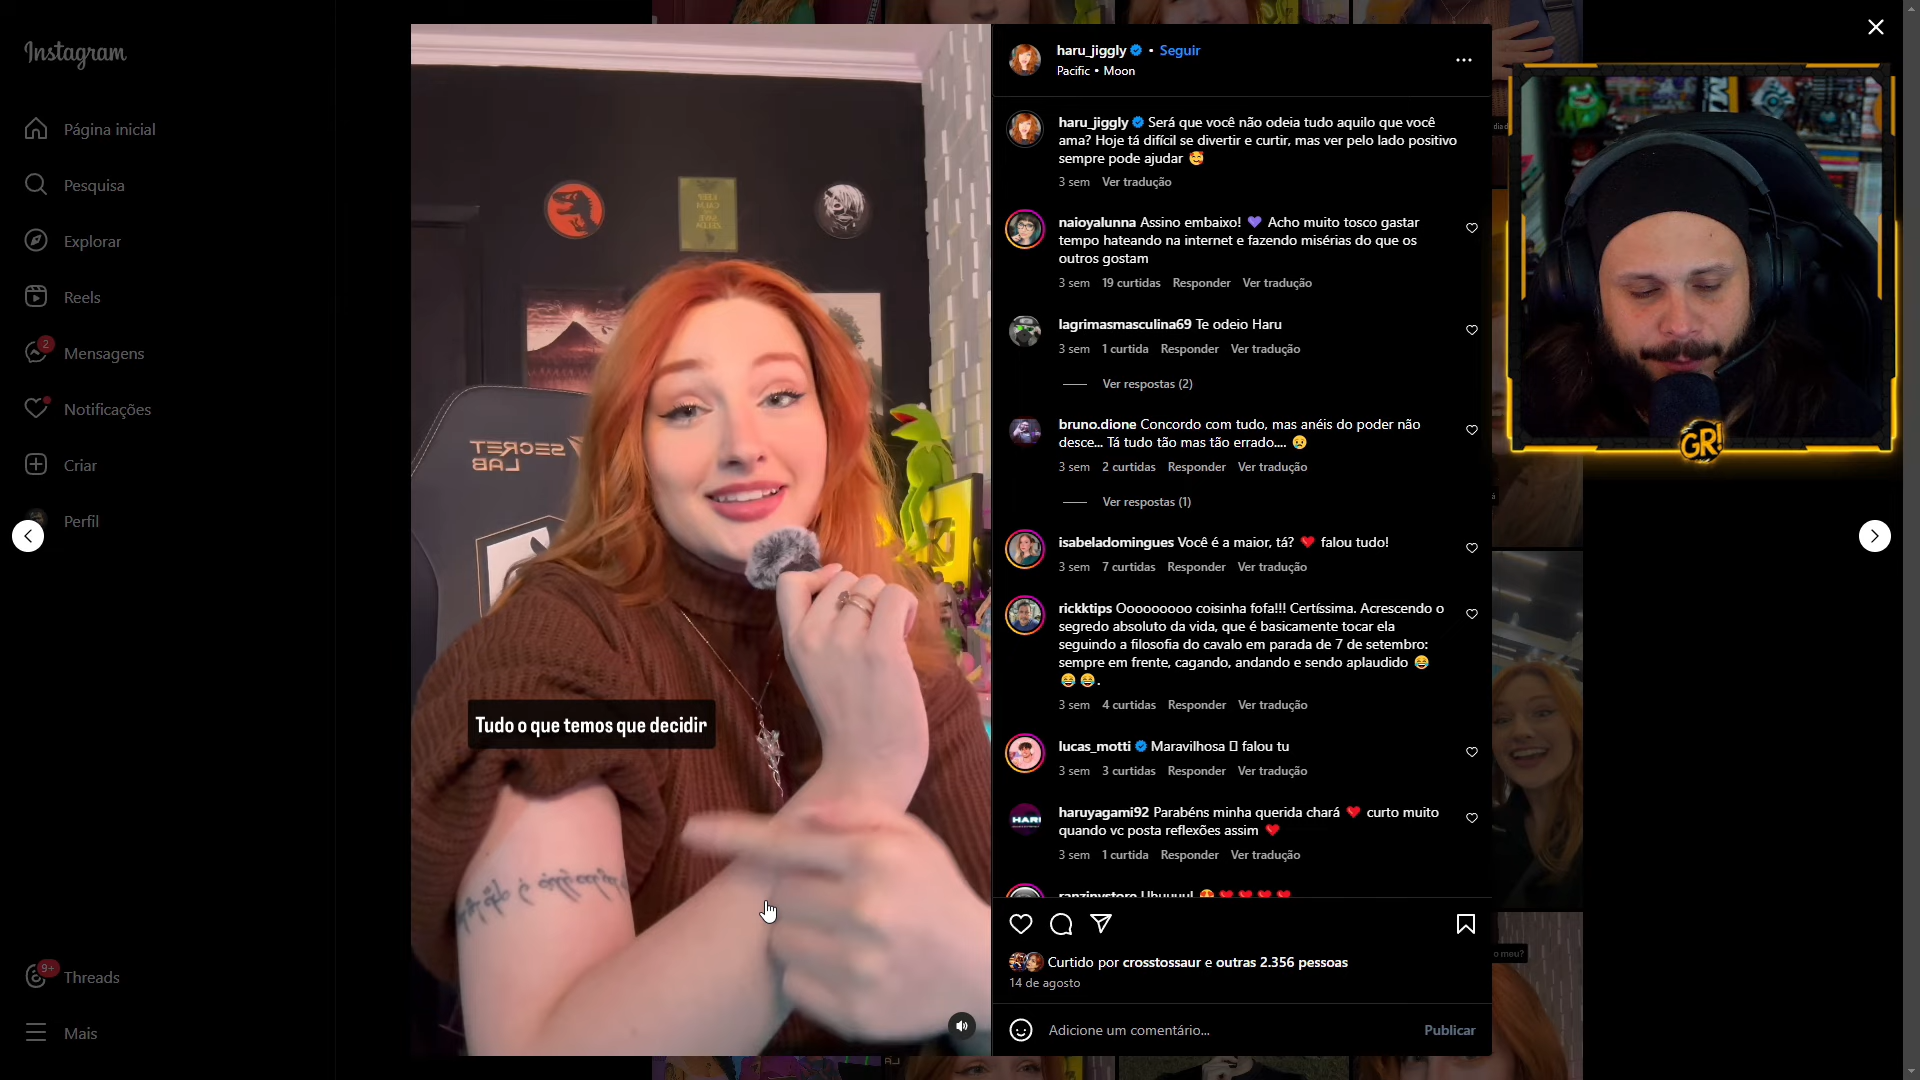 Instagram
Página inicial
Pesquisa
Explorar
Reels
2
Mensagens
Notificações
Criar
Perfil
9+
Threads
Mais
SECRET
LAB
Tudo o que temos que decidir
haru_jiggly • Seguir
Pacific • Moon
haru_jiggly Será que você não odeia tudo aquilo que você
ama? Hoje tá difícil se divertir e curtir, mas ver pelo lado positivo
sempre pode ajudar 🥰
3 sem Ver tradução
naioyalunna Assino embaixo! 💜 Acho muito tosco gastar
tempo hateando na internet e fazendo misérias do que os
outros gostam
3 sem 19 curtidas Responder Ver tradução
lagrimasmasculina69 Te odeio Haru
3 sem 1 curtida Responder Ver tradução
Ver respostas (2)
bruno.dione Concordo com tudo, mas anéis do poder não
desce... Tá tudo tão mas tão errado.... 😢
3 sem 2 curtidas Responder Ver tradução
Ver respostas (1)
isabeladomingues Você é a maior, tá? ❤️ falou tudo!
3 sem 7 curtidas Responder Ver tradução
rickktips Ooooooooo coisinha fofa!!! Certíssima. Acrescendo o
segredo absoluto da vida, que é basicamente tocar ela
seguindo a filosofia do cavalo em parada de 7 de setembro:
sempre em frente, cagando, andando e sendo aplaudido 😂
😂😂.
3 sem 4 curtidas Responder Ver tradução
lucas_motti Maravilhosa ▯ falou tu
3 sem 3 curtidas Responder Ver tradução
haruyagami92 Parabéns minha querida chará ❤️ curto muito
quando vc posta reflexões assim ❤️
3 sem 1 curtida Responder Ver tradução
ranzinystore Uhuuuu! 😍❤️❤️❤️❤️
Curtido por crosstossaur e outras 2.356 pessoas
14 de agosto
Adicione um comentário...
Publicar
GR!